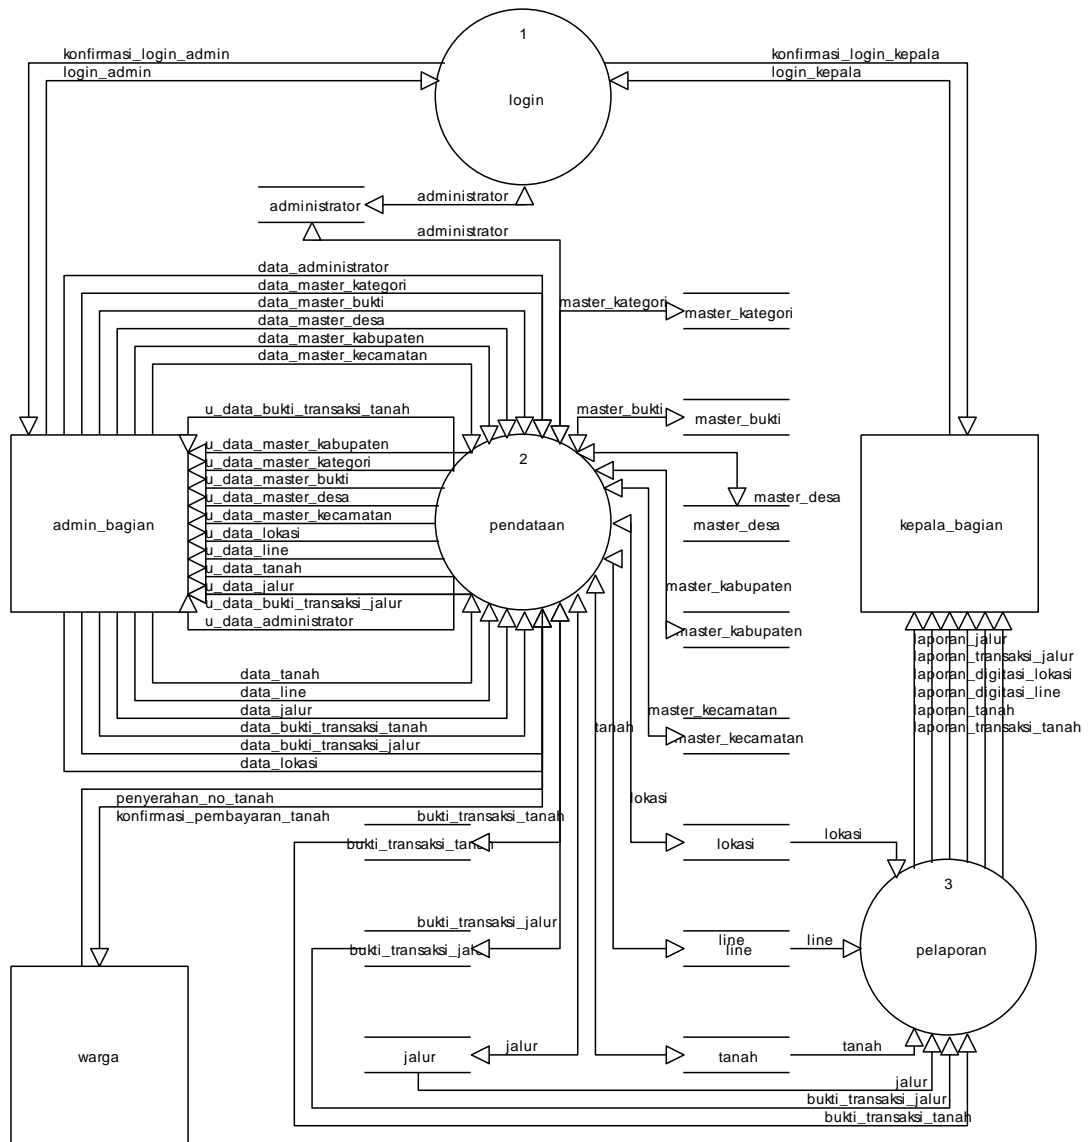 1
konfirmasi_login_admin
konfirmasi_login_kepala
login_admin
login_kepala
login
administrator
administrator
administrator
data_administrator
data_master_kategori
data_master_bukti
master_kategori
master_kategori
data_master_desa
data_master_kabupaten
data_master_kecamatan
u_data_bukti_transaksi_tanah
master_bukti
master_bukti
u_data_master_kabupaten
2
u_data_master_kategori
u_data_master_bukti
u_data_master_desa
master_desa
u_data_master_kecamatan
admin_bagian
pendataan
master_desa
kepala_bagian
u_data_lokasi
u_data_line
u_data_tanah
u_data_jalur
master_kabupaten
u_data_bukti_transaksi_jalur
u_data_administrator
master_kabupaten
laporan_jalur
laporan_transaksi_jalur
data_tanah
laporan_digitasi_lokasi
data_line
laporan_digitasi_line
data_jalur
master_kecamatan
laporan_tanah
data_bukti_transaksi_tanah
tanah
laporan_transaksi_tanah
master_kecamatan
data_bukti_transaksi_jalur
data_lokasi
penyerahan_no_tanah
lokasi
konfirmasi_pembayaran_tanah
bukti_transaksi_tanah
lokasi
bukti_transaksi_tanah
lokasi
3
bukti_transaksi_jalur
line
line
bukti_transaksi_jalur
line
pelaporan
jalur
tanah
warga
jalur
tanah
jalur
bukti_transaksi_jalur
bukti_transaksi_tanah